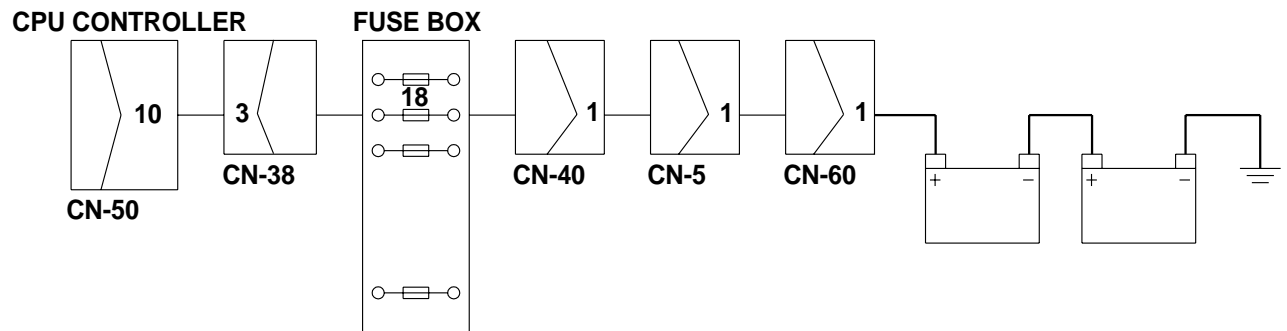 CPU CONTROLLER FUSE BOX
18
10 3 1 1 1
CN-38 CN-40 CN-5 CN-60
+ - + -
CN-50